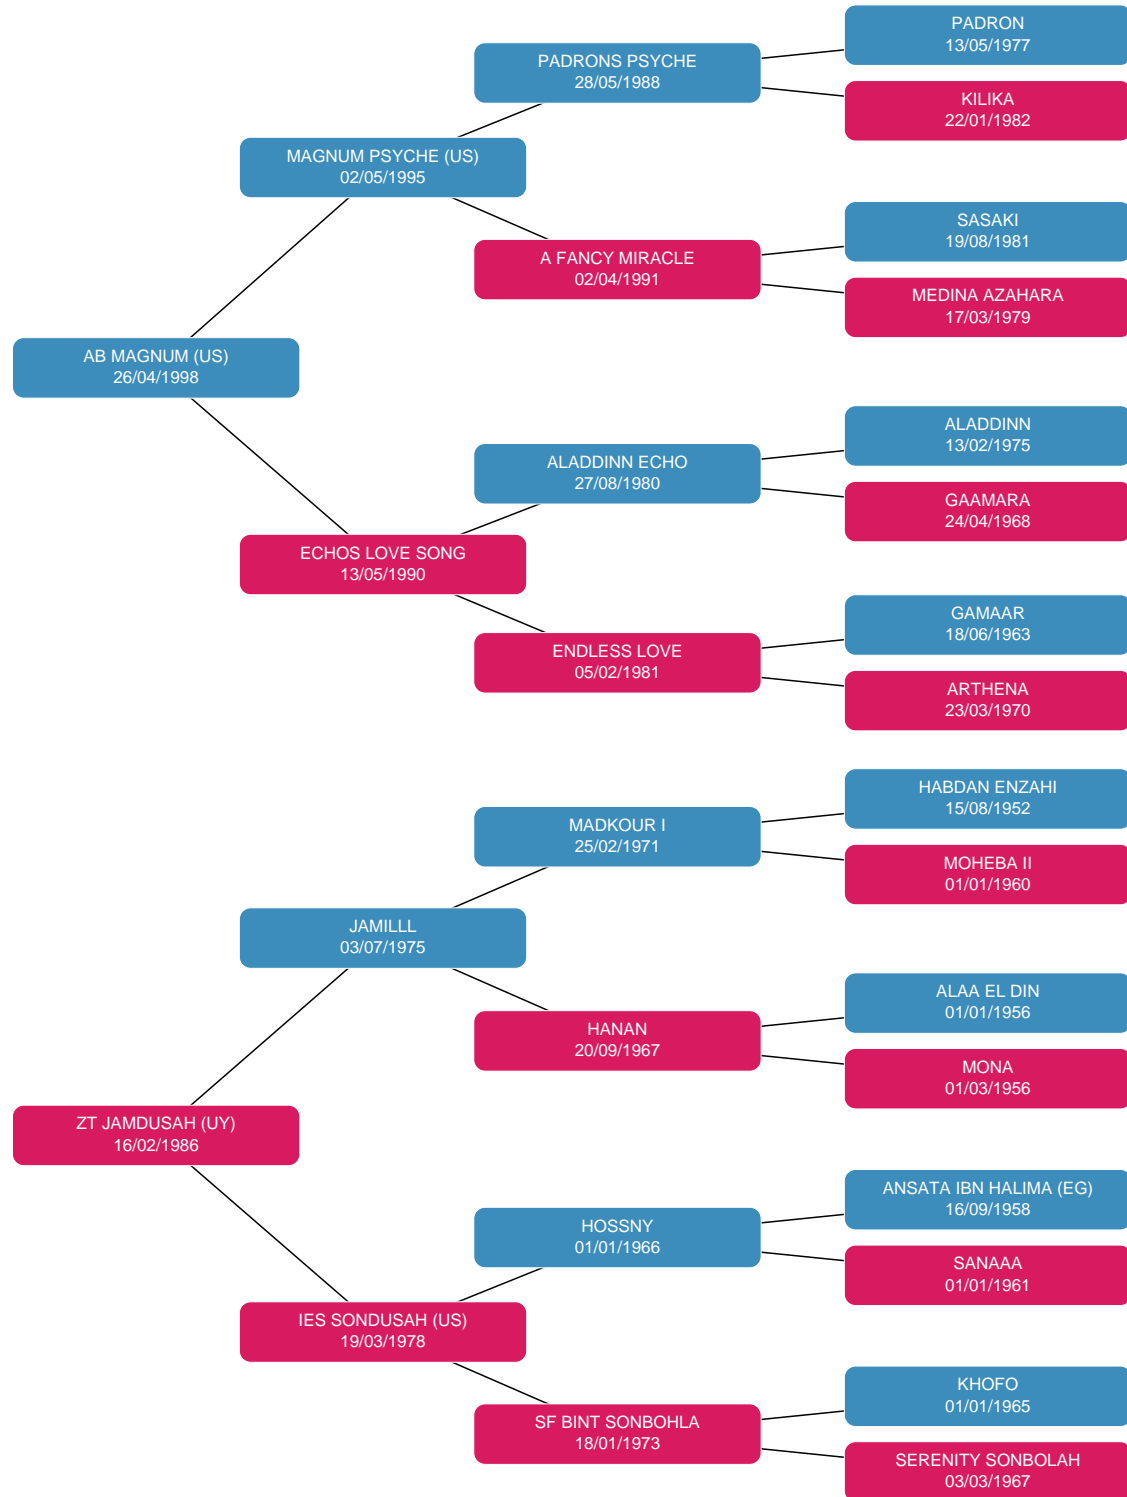 PADRON
13/05/1977
PADRONS PSYCHE
28/05/1988
KILIKA
22/01/1982
MAGNUM PSYCHE (US)
02/05/1995
SASAKI
19/08/1981
A FANCY MIRACLE
02/04/1991
MEDINA AZAHARA
17/03/1979
AB MAGNUM (US)
26/04/1998
ALADDINN
13/02/1975
ALADDINN ECHO
27/08/1980
GAAMARA
24/04/1968
ECHOS LOVE SONG
13/05/1990
GAMAAR
18/06/1963
ENDLESS LOVE
05/02/1981
ARTHENA
23/03/1970
HABDAN ENZAHI
15/08/1952
MADKOUR I
25/02/1971
MOHEBA II
01/01/1960
JAMILLL
03/07/1975
ALAA EL DIN
01/01/1956
HANAN
20/09/1967
MONA
01/03/1956
ZT JAMDUSAH (UY)
16/02/1986
ANSATA IBN HALIMA (EG)
16/09/1958
HOSSNY
01/01/1966
SANAAA
01/01/1961
IES SONDUSAH (US)
19/03/1978
KHOFO
01/01/1965
SF BINT SONBOHLA
18/01/1973
SERENITY SONBOLAH
03/03/1967